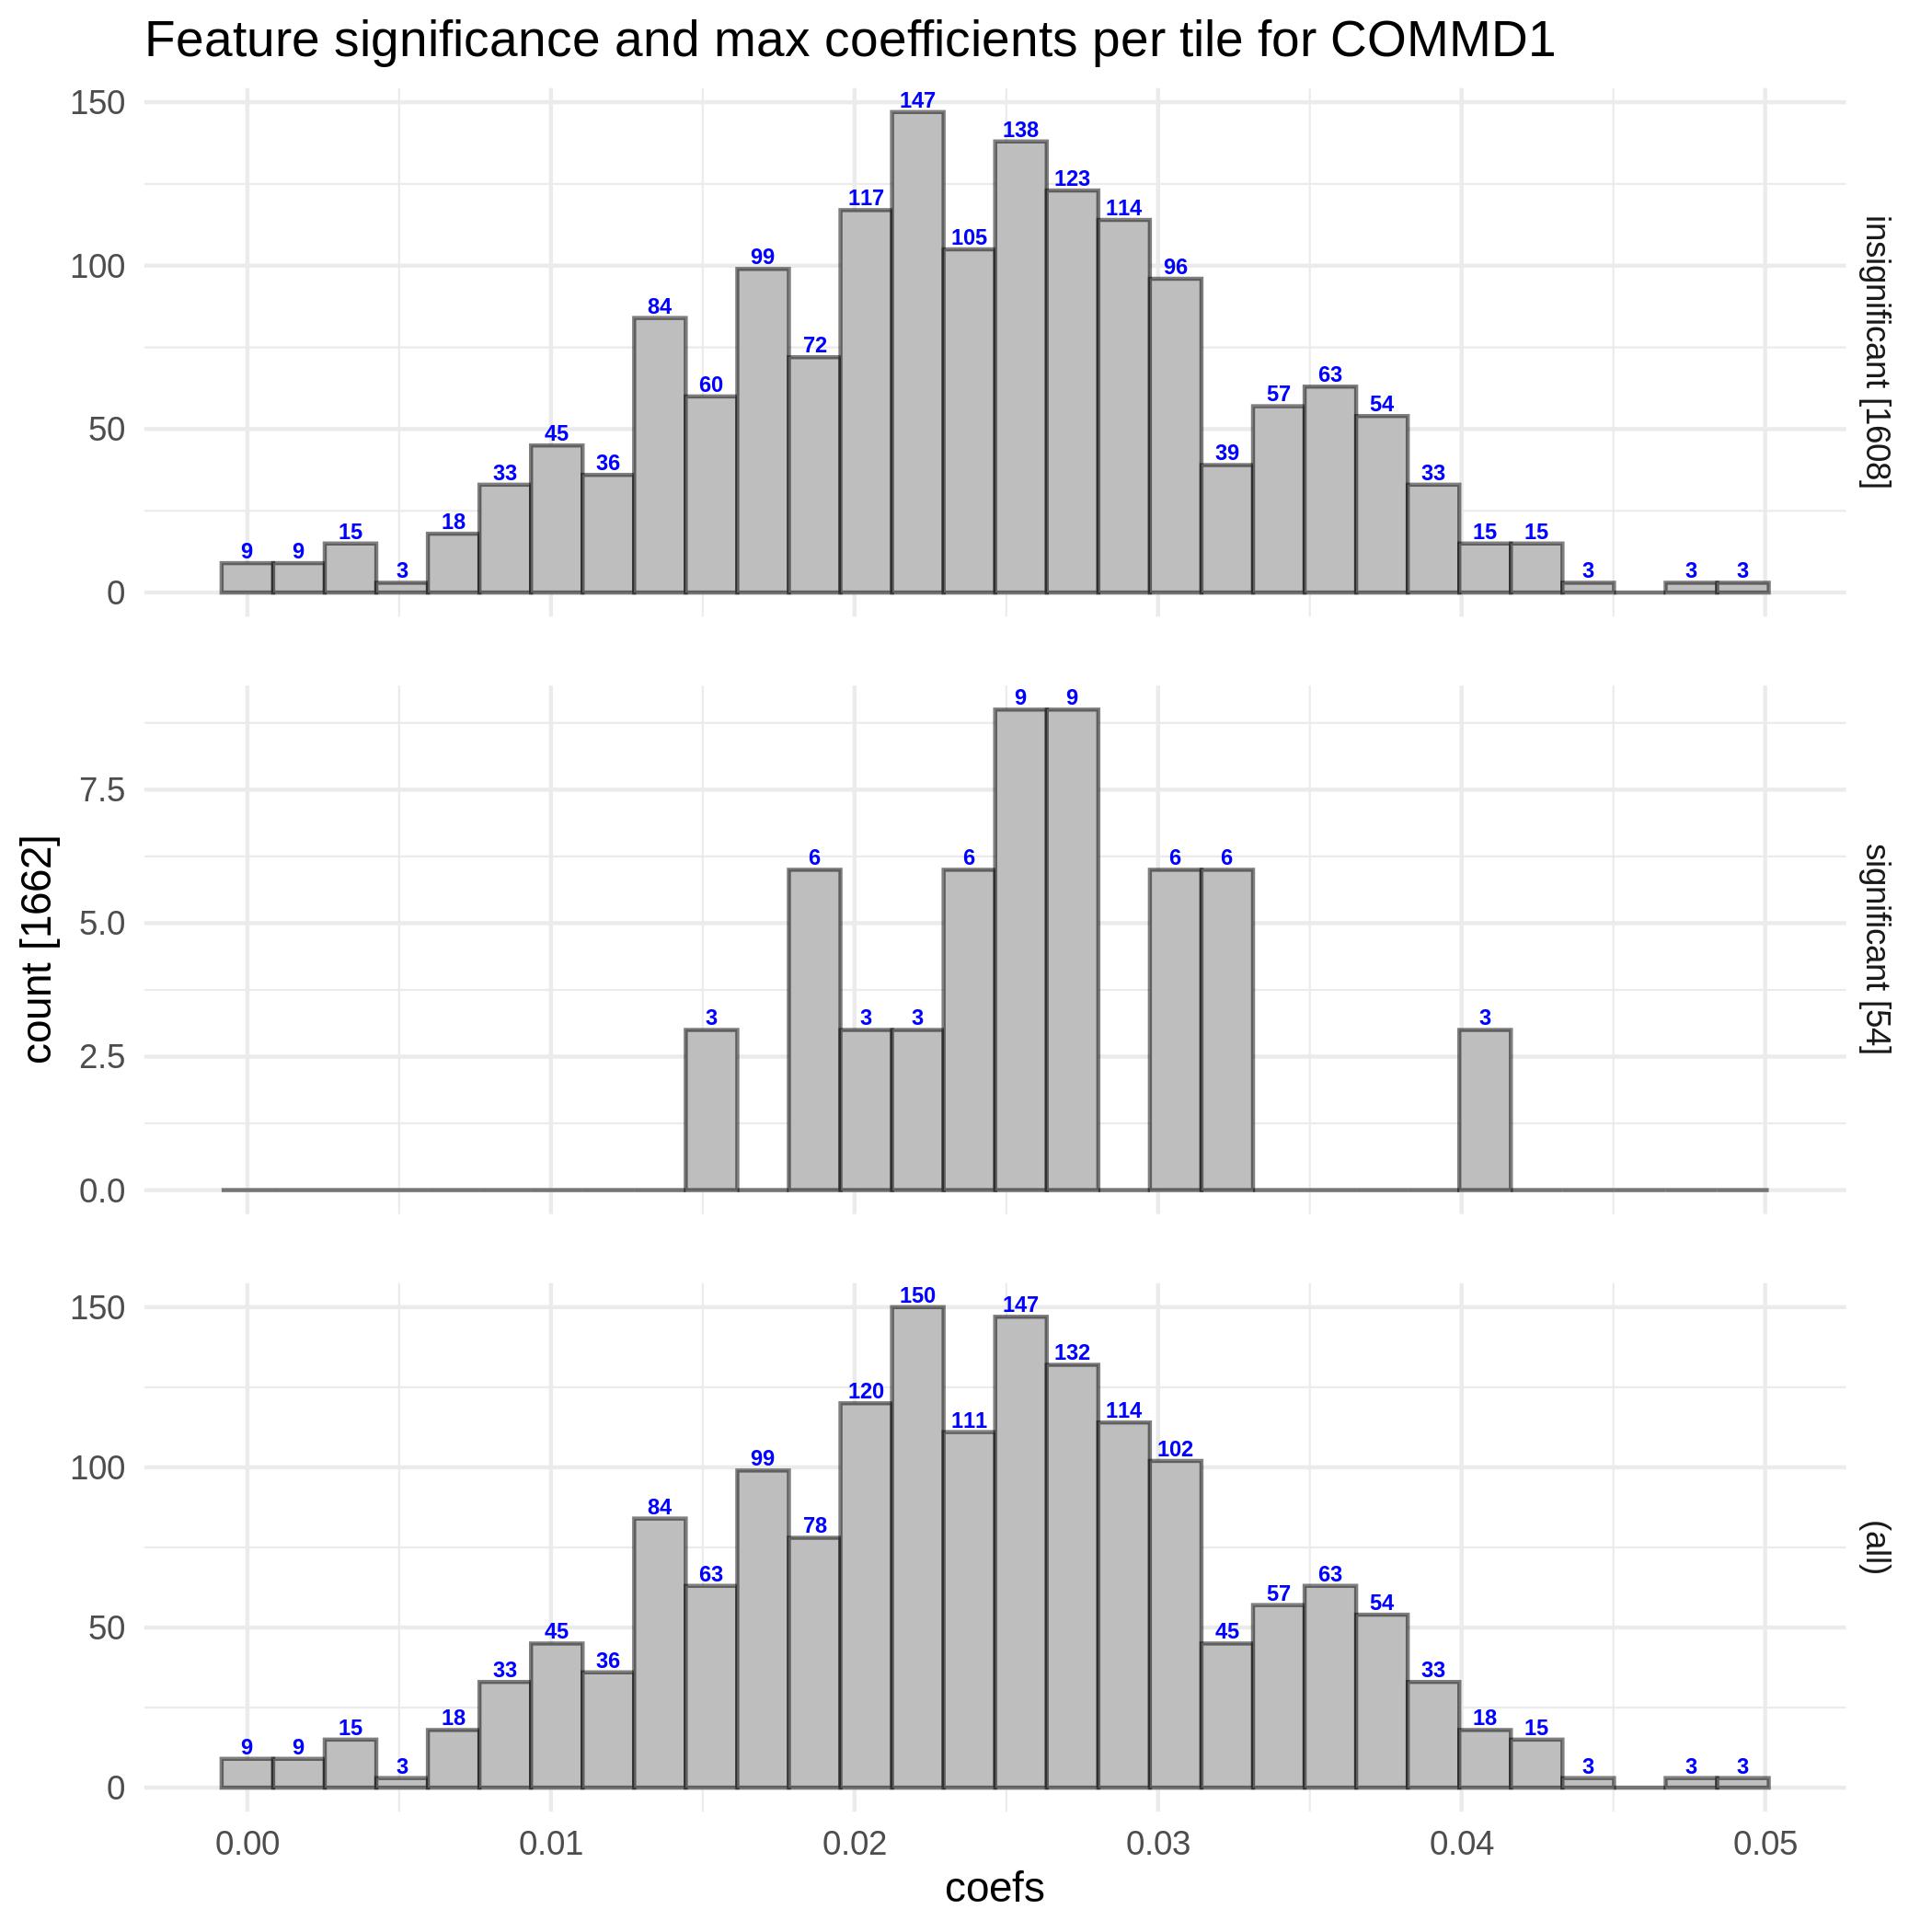 Feature significance and max coefficients per tile for COMMD1
150
100
50
0
9 9 15 3 18 33 45 36 84 60 99 72 117 147 105 138 123 114 96 39 57 63 54 33 15 15 3 3 3
insignificant [1608]
count [1662]
7.5
5.0
2.5
0.0
3 6 3 3 6 9 9 6 6 3
significant [54]
150
100
50
0
9 9 15 3 18 33 45 36 84 63 99 78 120 150 111 147 132 114 102 45 57 63 54 33 18 15 3 3 3
(all)
0.00 0.01 0.02 0.03 0.04 0.05
coefs